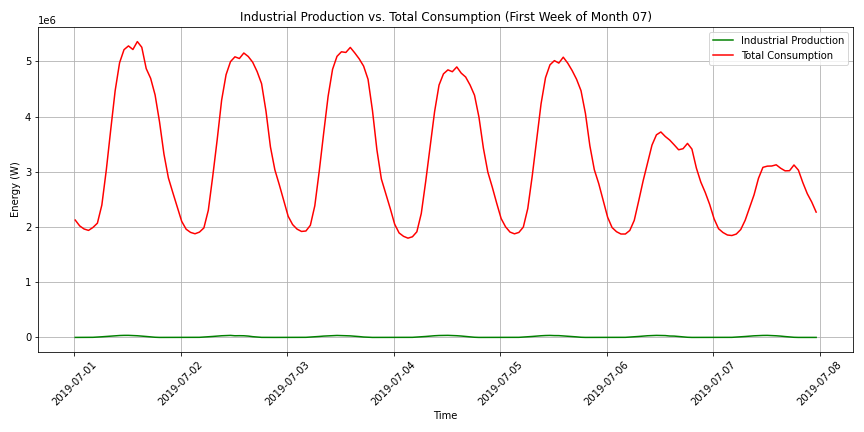 Industrial Production vs. Total Consumption (First Week of Month 07)
1e6
Industrial Production
Total Consumption
Energy (W)
5
4
3
2
1
0
2019-07-01
2019-07-02
2019-07-03
2019-07-04
2019-07-05
2019-07-06
2019-07-07
2019-07-08
Time